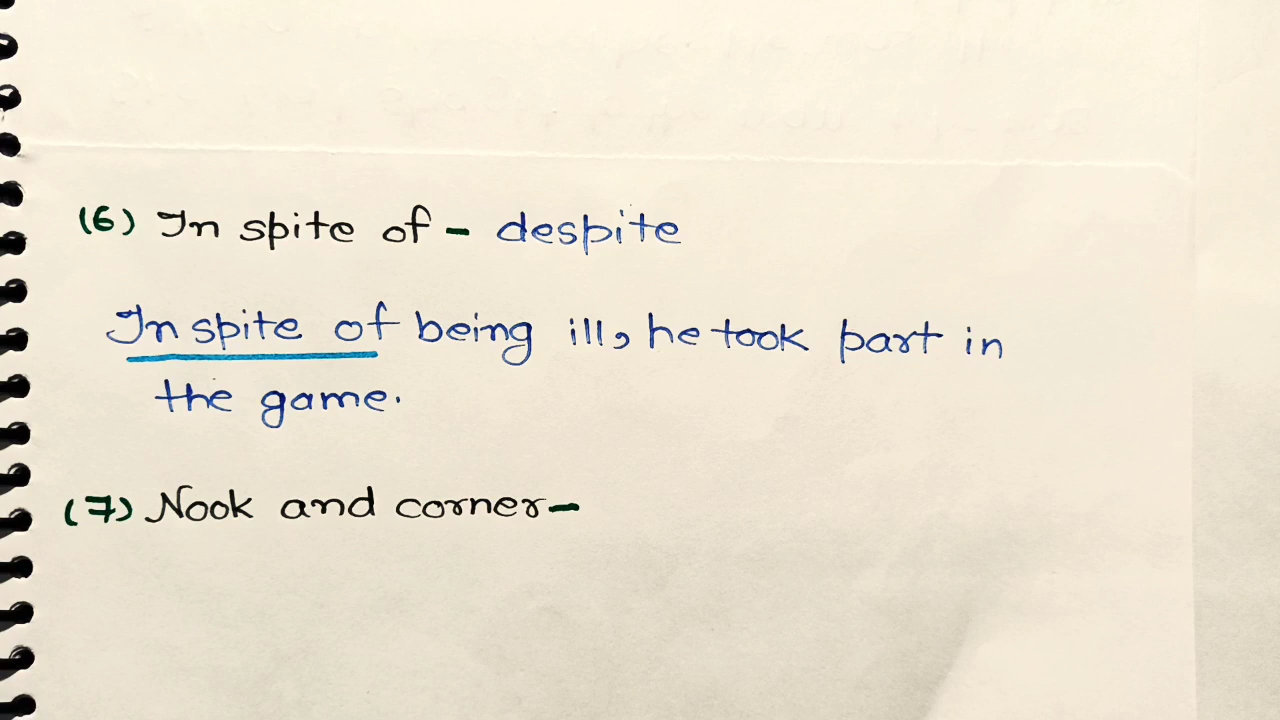 (6) In spite of - despite
In spite of being ill, he took part in
the game.
(7) Nook and corner-